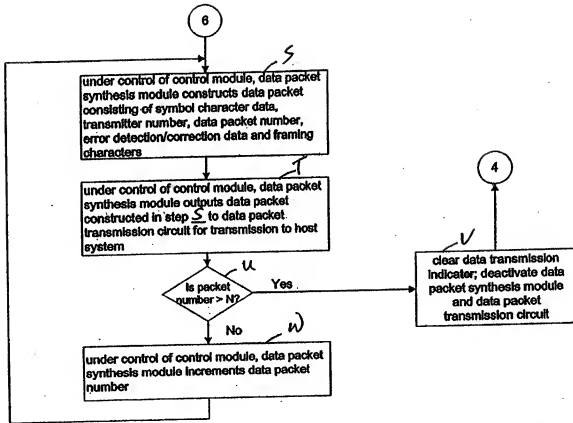 6
S
under control of control module, data packet
synthesis module constructs data packet
consisting of symbol character data,
transmitter number, data packet number,
error detection/correction data and framing
characters
T
under control of control module, data packet
synthesis module outputs data packet
constructed in step S to data packet
transmission circuit for transmission to host
system
U
Is packet
number > N?
Yes
No
W
under control of control module, data packet
synthesis module increments data packet
number
4
V
clear data transmission
indicator; deactivate data
packet synthesis module
and data packet
transmission circuit